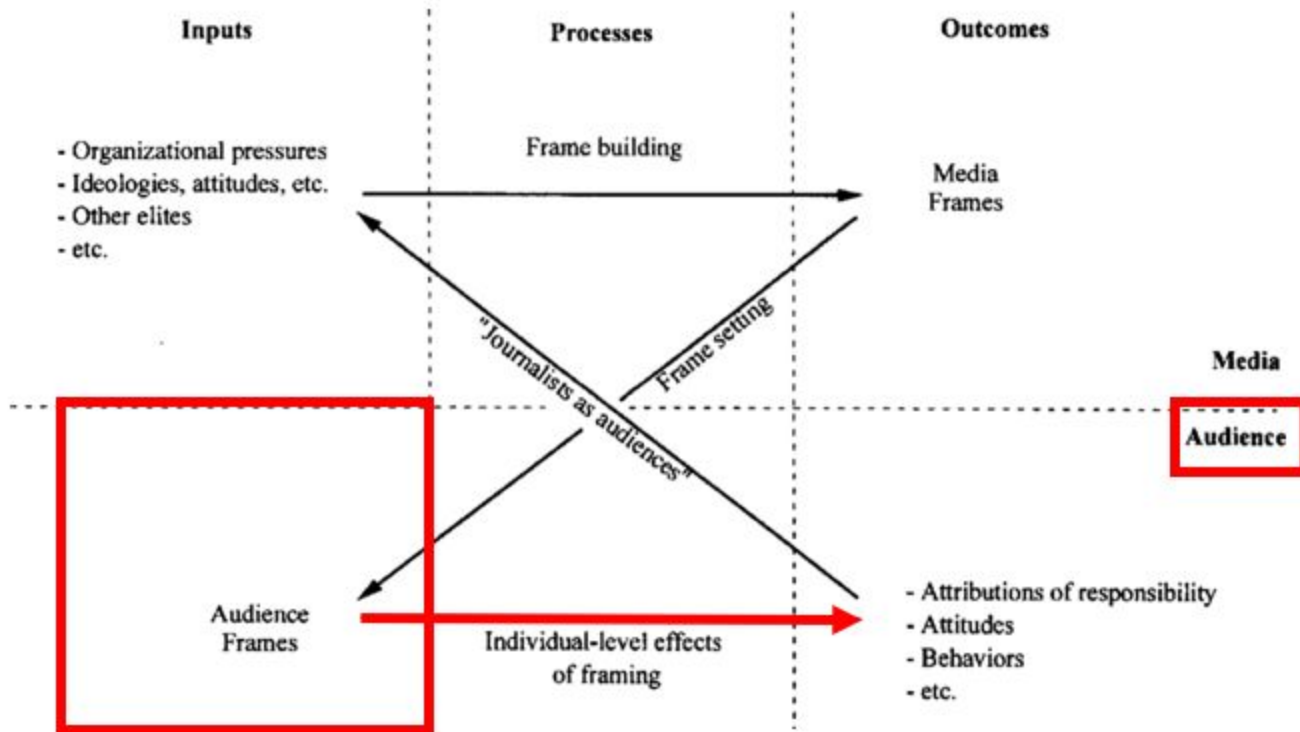 Inputs
Processes
Outcomes
- Organizational pressures
- Ideologies, attitudes, etc.
- Other elites
- etc.
Frame building
Media
Frames
"Journalists as audiences"
Frame setting
Media
Audience
Audience
Frames
Individual-level effects
of framing
- Attributions of responsibility
- Attitudes
- Behaviors
- etc.